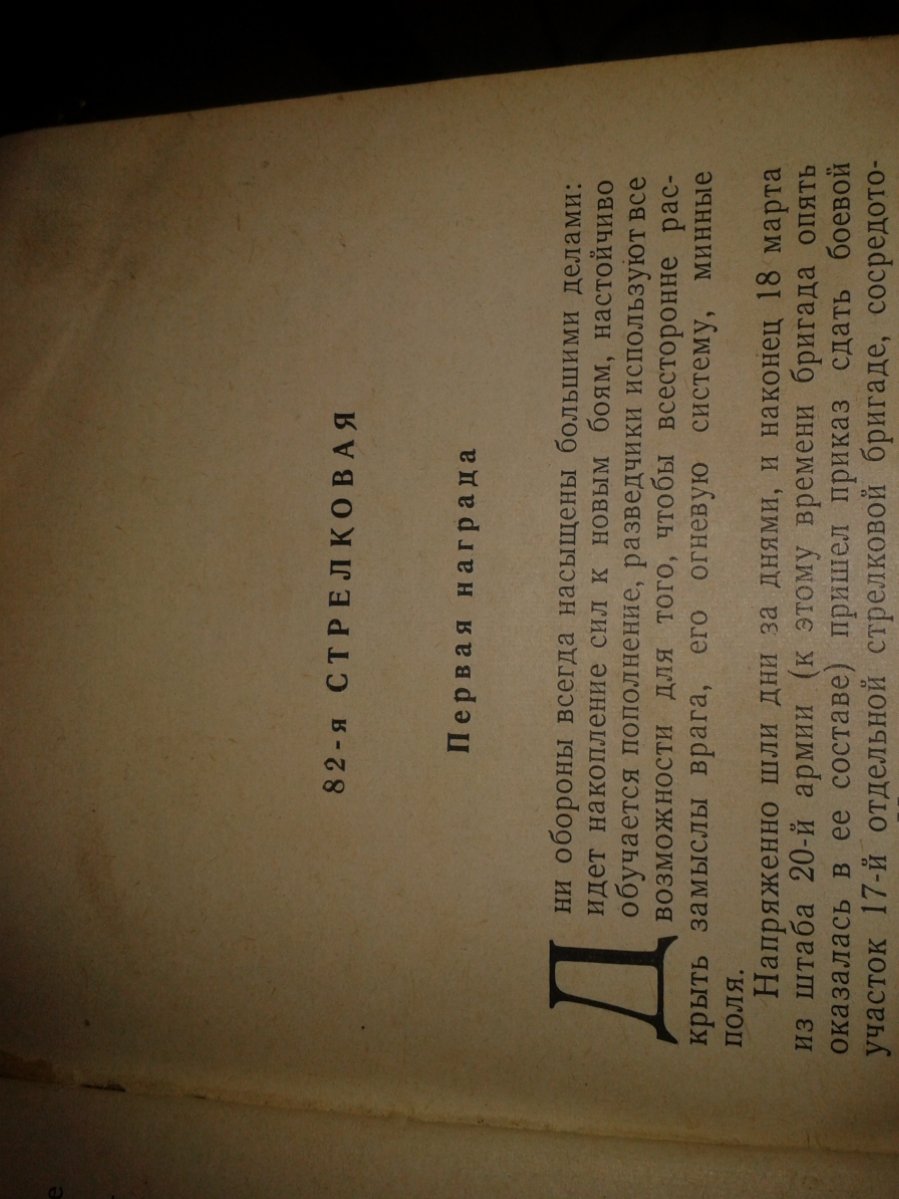 82-я СТРЕЛКОВАЯ
Первая награда
Дни обороны всегда насыщены большими делами:
идет накопление сил к новым боям, настойчиво
обучается пополнение, разведчики используют все
возможности для того, чтобы всесторонне рас-
крыть замыслы врага, его огневую систему, минные
поля.
Напряженно шли дни за днями, и наконец 18 марта
из штаба 20-й армии (к этому времени бригада опять
оказалась в ее составе) пришел приказ сдать боевой
участок 17-й отдельной стрелковой бригаде, сосредото-